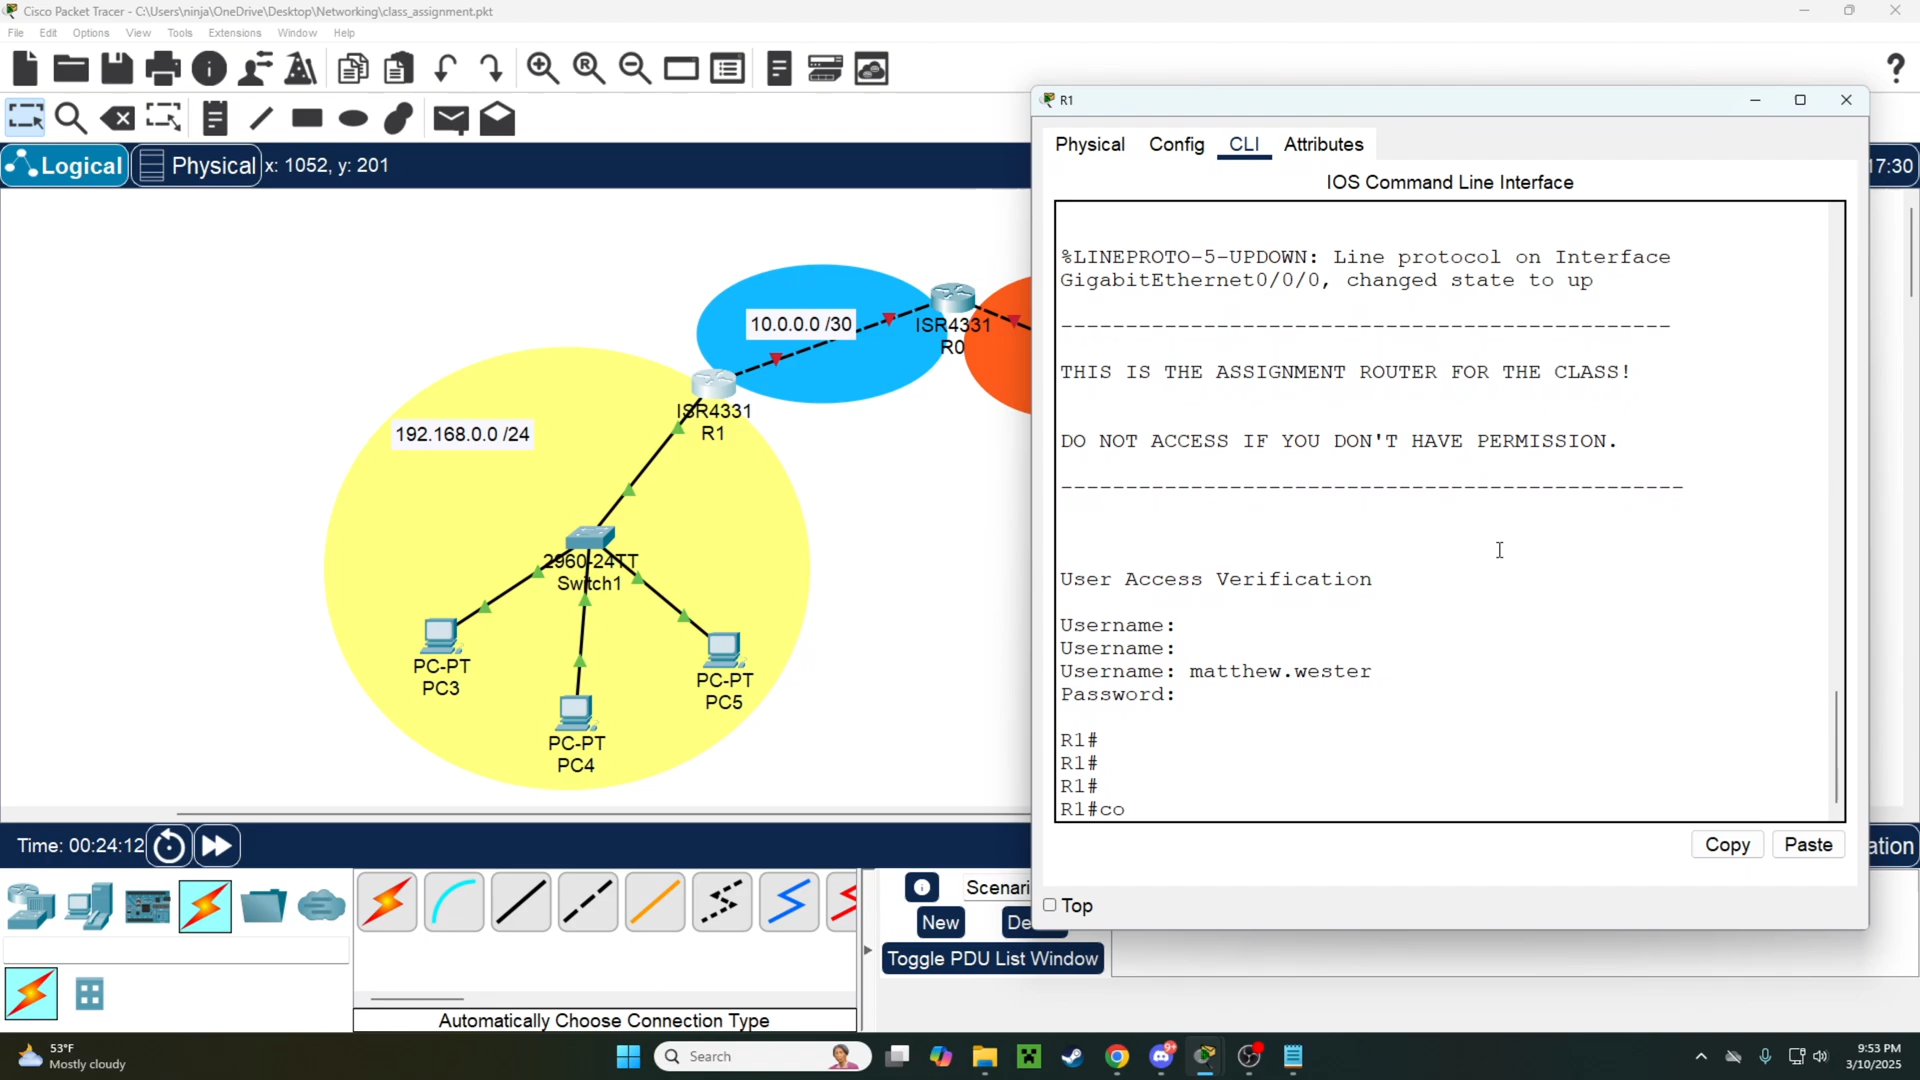 Cisco Packet Tracer - C:\Users\ninja\OneDrive\Desktop\Networking\class_assignment.pkt
File Edit Options View Tools Extensions Window Help
Logical
Physical
x: 1052, y: 201
17:30
10.0.0.0 /30
ISR4331
R0
192.168.0.0 /24
ISR4331
R1
2960-24TT
Switch1
PC-PT
PC3
PC-PT
PC4
PC-PT
PC5
R1
Physical Config CLI Attributes
IOS Command Line Interface
%LINEPROTO-5-UPDOWN: Line protocol on Interface
GigabitEthernet0/0/0, changed state to up
-----------------------------------------------
THIS IS THE ASSIGNMENT ROUTER FOR THE CLASS!
DO NOT ACCESS IF YOU DON'T HAVE PERMISSION.
------------------------------------------------
User Access Verification
Username:
Username:
Username: matthew.wester
Password:
R1#
R1#
R1#
R1#co
Copy
Paste
Top
Time: 00:24:12
ation
Scenari
New
De
Toggle PDU List Window
Automatically Choose Connection Type
53°F
Mostly cloudy
Search
9+
9:53 PM
3/10/2025